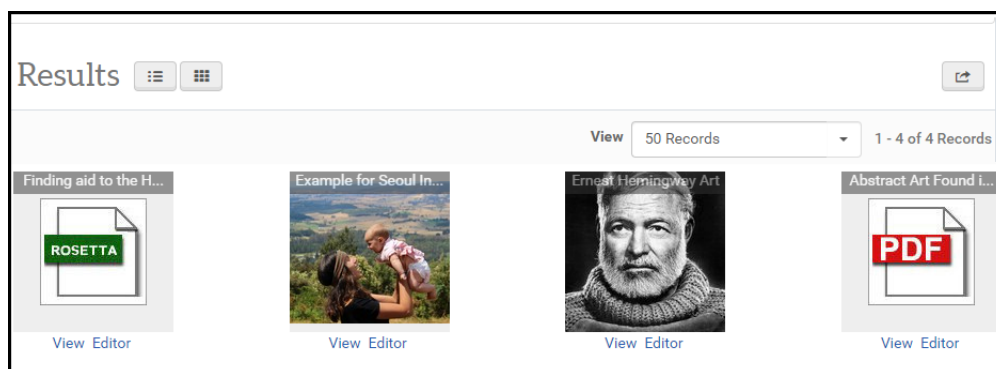 Results
View 50 Records 1 - 4 of 4 Records
Finding aid to the H...
Example for Seoul In...
Ernest Hemingway Art
Abstract Art Found i...
ROSETTA
PDF
View Editor
View Editor
View Editor
View Editor